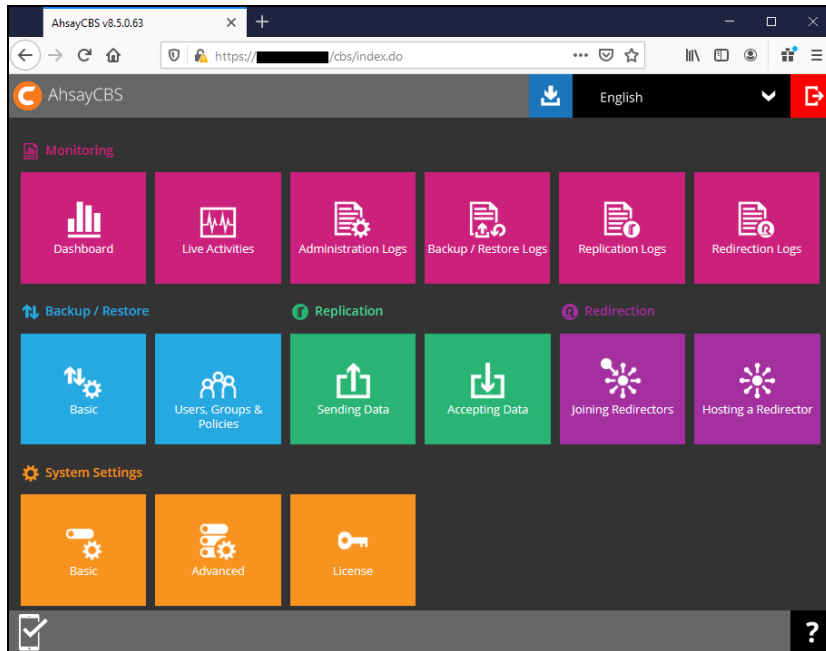 AhsayCBS v8.5.0.63
https:// /cbs/index.do
AhsayCBS
English
Monitoring
Dashboard
Live Activities
Administration Logs
Backup / Restore Logs
Replication Logs
Redirection Logs
Backup / Restore
Replication
Redirection
Basic
Users, Groups &
Policies
Sending Data
Accepting Data
Joining Redirectors
Hosting a Redirector
System Settings
Basic
Advanced
License
?